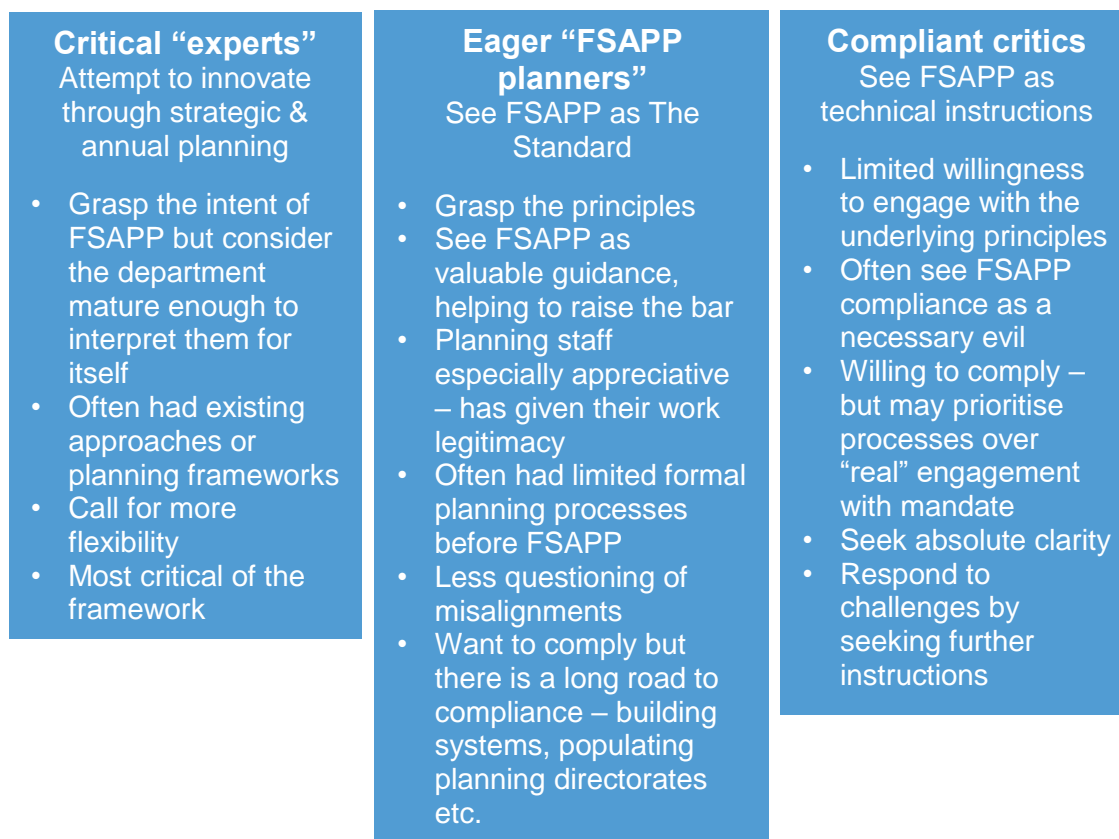 Critical “experts”
Attempt to innovate
through strategic &
annual planning
• Grasp the intent of
FSAPP but consider
the department
mature enough to
interpret them for
itself
• Often had existing
approaches or
planning frameworks
• Call for more
flexibility
• Most critical of the
framework
Eager “FSAPP
planners”
See FSAPP as The
Standard
• Grasp the principles
• See FSAPP as
valuable guidance,
helping to raise the bar
• Planning staff
especially appreciative
– has given their work
legitimacy
• Often had limited formal
planning processes
before FSAPP
• Less questioning of
misalignments
• Want to comply but
there is a long road to
compliance – building
systems, populating
planning directorates
etc.
Compliant critics
See FSAPP as
technical instructions
• Limited willingness
to engage with the
underlying principles
• Often see FSAPP
compliance as a
necessary evil
• Willing to comply –
but may prioritise
processes over
“real” engagement
with mandate
• Seek absolute clarity
• Respond to
challenges by
seeking further
instructions